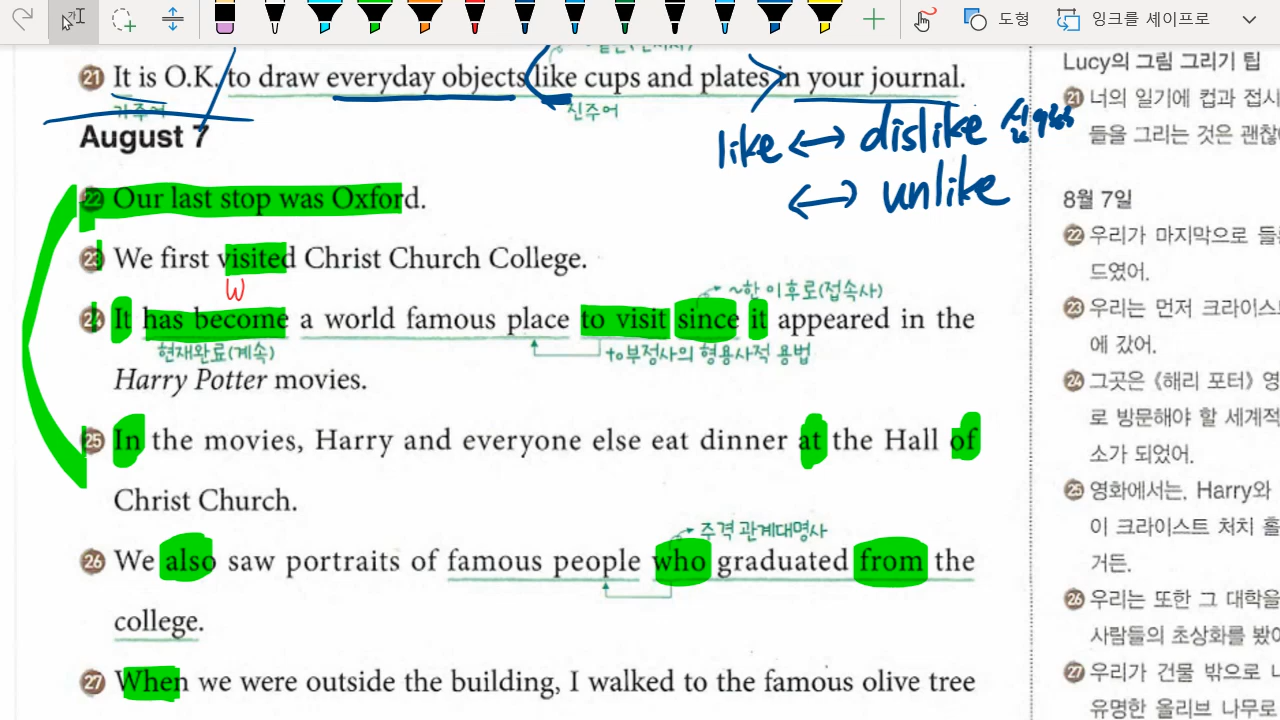 도형
잉크를 셰이프로
㉑ It is O.K. to draw everyday objects like cups and plates in your journal.
가주어
진주어
like ↔ dislike 싫어하다
↔ unlike
August 7
㉒ Our last stop was Oxford.
㉓ We first visited Christ Church College.
W
~한 이후로(접속사)
㉔ It has become a world famous place to visit since it appeared in the
현재완료(계속)
to부정사의 형용사적 용법
Harry Potter movies.
㉕ In the movies, Harry and everyone else eat dinner at the Hall of
Christ Church.
주격 관계대명사
㉖ We also saw portraits of famous people who graduated from the
college.
㉗ When we were outside the building, I walked to the famous olive tree
Lucy의 그림 그리기 팁
㉑ 너의 일기에 컵과 접시
들을 그리는 것은 괜찮
8월 7일
㉒ 우리가 마지막으로 들
드였어.
㉓ 우리는 먼저 크라이스
에 갔어.
㉔ 그곳은 《해리 포터》 영
로 방문해야 할 세계적
소가 되었어.
㉕ 영화에서는, Harry와
이 크라이스트 처치 홀
거든.
㉖ 우리는 또한 그 대학을
사람들의 초상화를 봤
㉗ 우리가 건물 밖으로
유명한 올리브 나무로